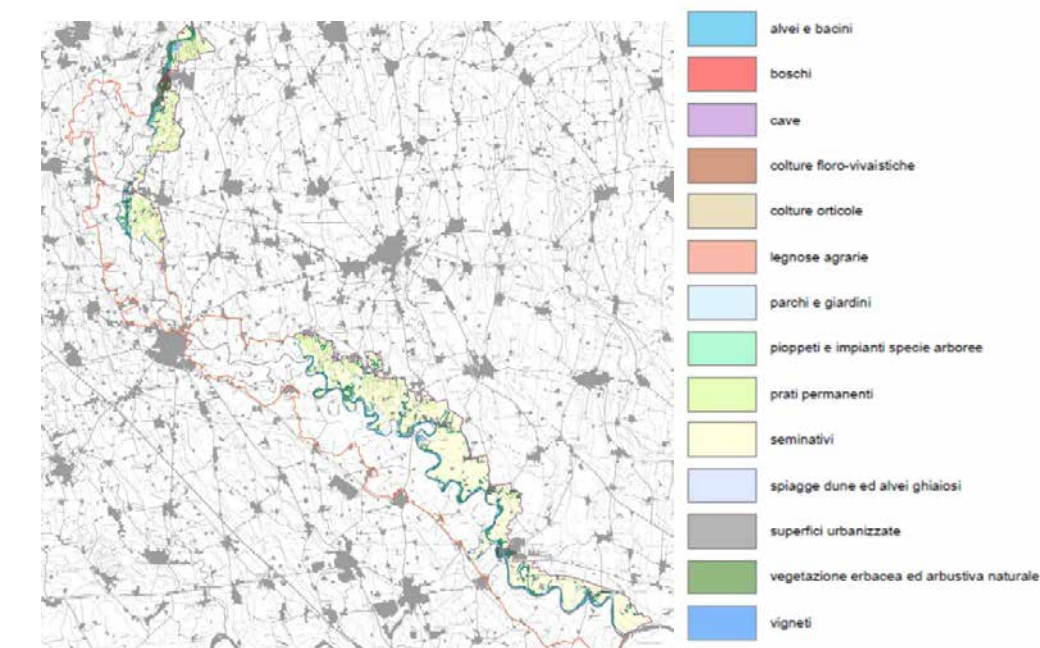 alvei e bacini
boschi
cave
colture floro-vivaistiche
colture orticole
legnose agrarie
parchi e giardini
pioppeti e impianti specie arboree
prati permanenti
seminativi
spiagge dune ed alvei ghiaiosi
superfici urbanizzate
vegetazione erbacea ed arbustiva naturale
vigneti